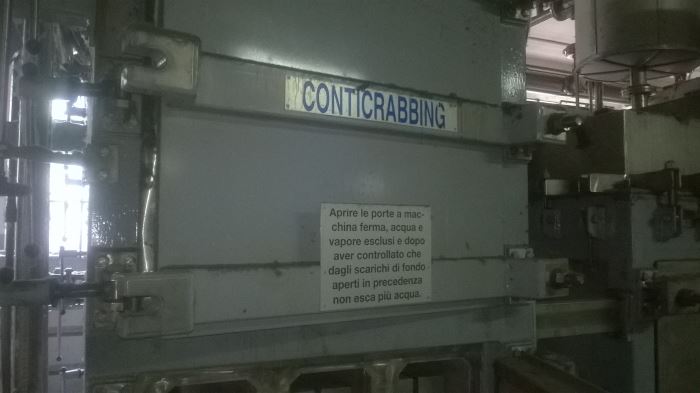 CONTICRABBING
Aprire le porte a mac-
china ferma, acqua e
vapore esclusi e dopo
aver controllato che
dagli scarichi di fondo
aperti in precedenza
non esca più acqua.